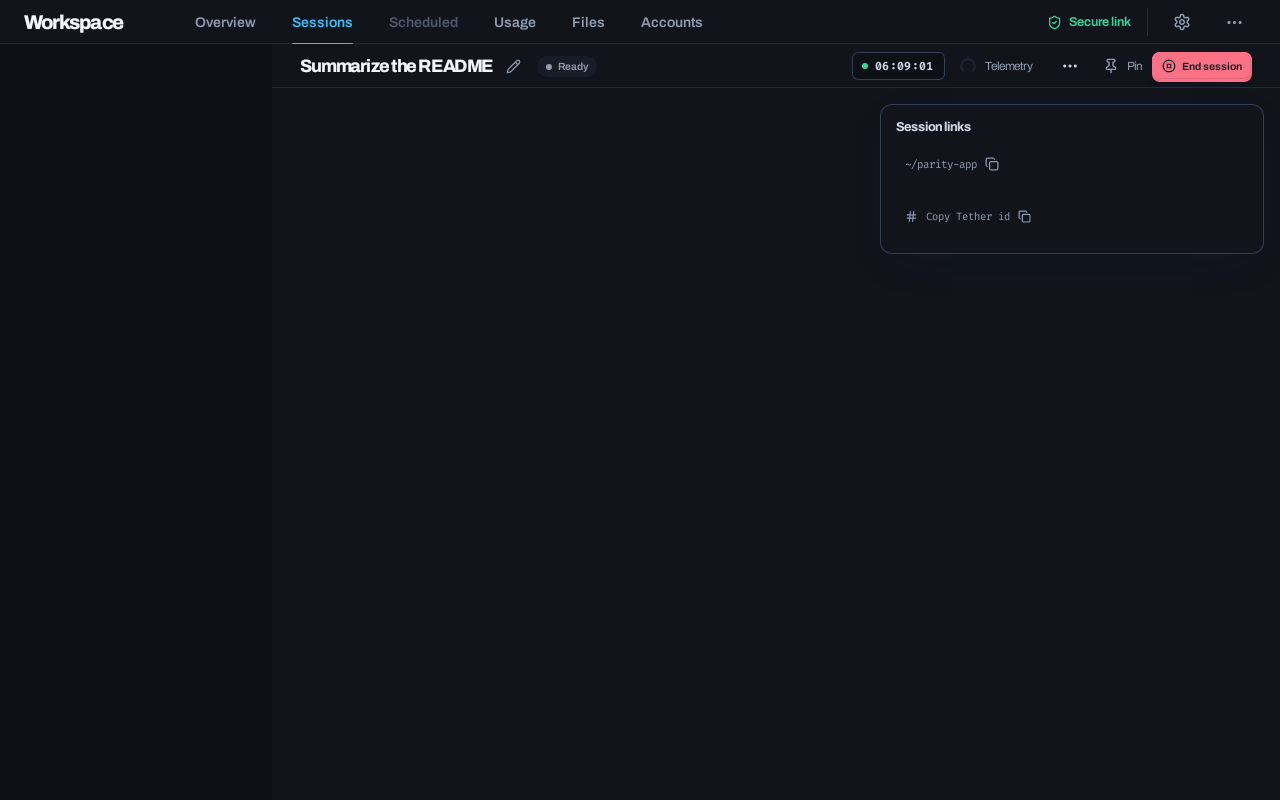 Workspace Overview Sessions Scheduled Usage Files Accounts Secure link
Summarize the README Ready 06:09:01 Telemetry Pin End session
Session links
~/parity-app
# Copy Tether id